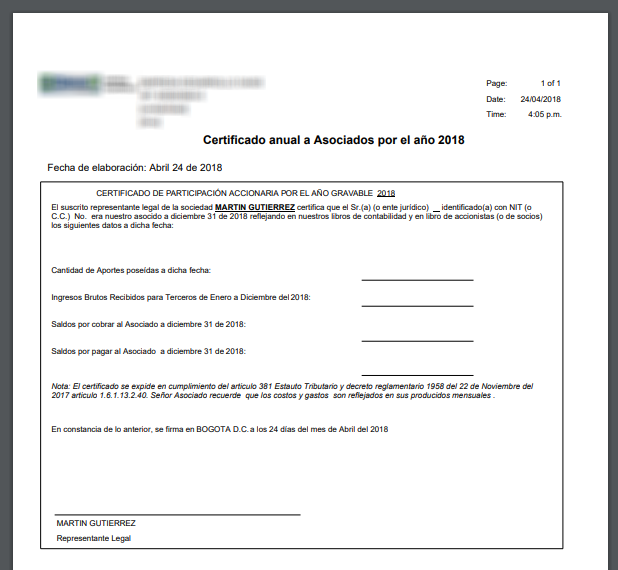 Page: 1 of 1
Date: 24/04/2018
Time: 4:05 p.m.
Certificado anual a Asociados por el año 2018
Fecha de elaboración: Abril 24 de 2018
CERTIFICADO DE PARTICIPACIÓN ACCIONARIA POR EL AÑO GRAVABLE 2018
El suscrito representante legal de la sociedad MARTIN GUTIERREZ certifica que el Sr.(a) (o ente jurídico) _ identificado(a) con NIT (o
C.C.) No. era nuestro asocido a diciembre 31 de 2018 reflejando en nuestros libros de contabilidad y en libro de accionistas (o de socios)
los siguientes datos a dicha fecha:
Cantidad de Aportes poseídas a dicha fecha:
Ingresos Brutos Recibidos para Terceros de Enero a Diciembre del 2018:
Saldos por cobrar al Asociado a diciembre 31 de 2018:
Saldos por pagar al Asociado a diciembre 31 de 2018:
Nota: El certificado se expide en cumplimiento del articulo 381 Estauto Tributario y decreto reglamentario 1958 del 22 de Noviembre del
2017 articulo 1.6.1.13.2.40. Señor Asociado recuerde que los costos y gastos son reflejados en sus producidos mensuales .
En constancia de lo anterior, se firma en BOGOTA D.C. a los 24 días del mes de Abril del 2018
MARTIN GUTIERREZ
Representante Legal